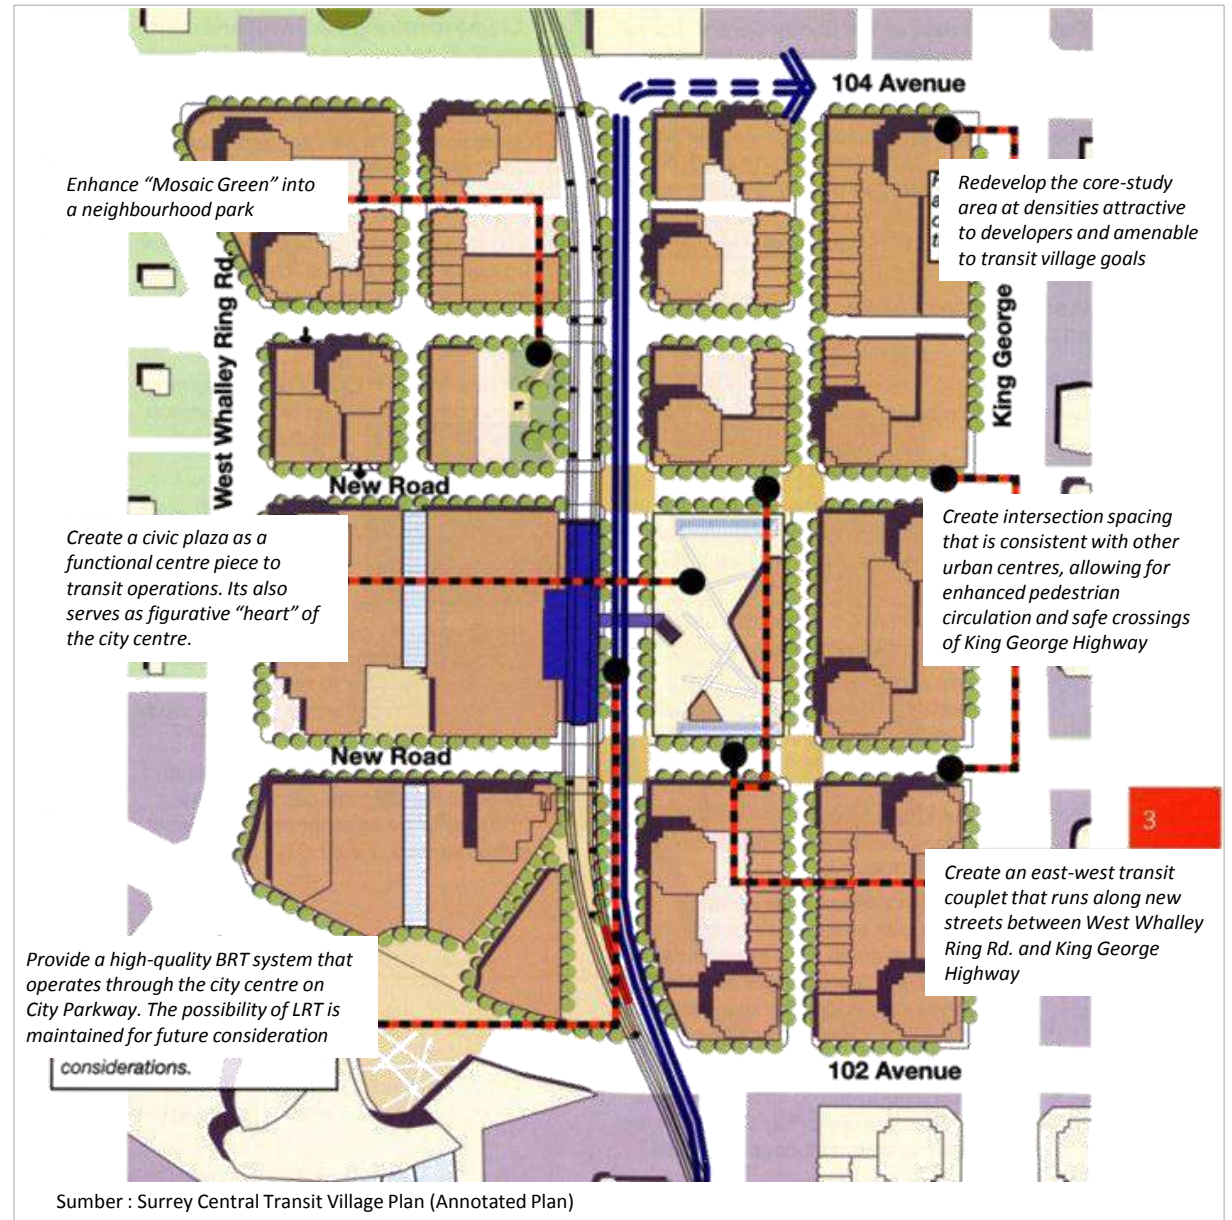 104 Avenue
Enhance “Mosaic Green” into
a neighbourhood park
Redevelop the core-study
area at densities attractive
to developers and amenable
to transit village goals
West Whalley Ring Rd.
King George
New Road
Create a civic plaza as a
functional centre piece to
transit operations. Its also
serves as figurative “heart” of
the city centre.
Create intersection spacing
that is consistent with other
urban centres, allowing for
enhanced pedestrian
circulation and safe crossings
of King George Highway
New Road
3
Create an east-west transit
couplet that runs along new
streets between West Whalley
Ring Rd. and King George
Highway
Provide a high-quality BRT system that
operates through the city centre on
City Parkway. The possibility of LRT is
maintained for future consideration
considerations.
102 Avenue
Sumber : Surrey Central Transit Village Plan (Annotated Plan)